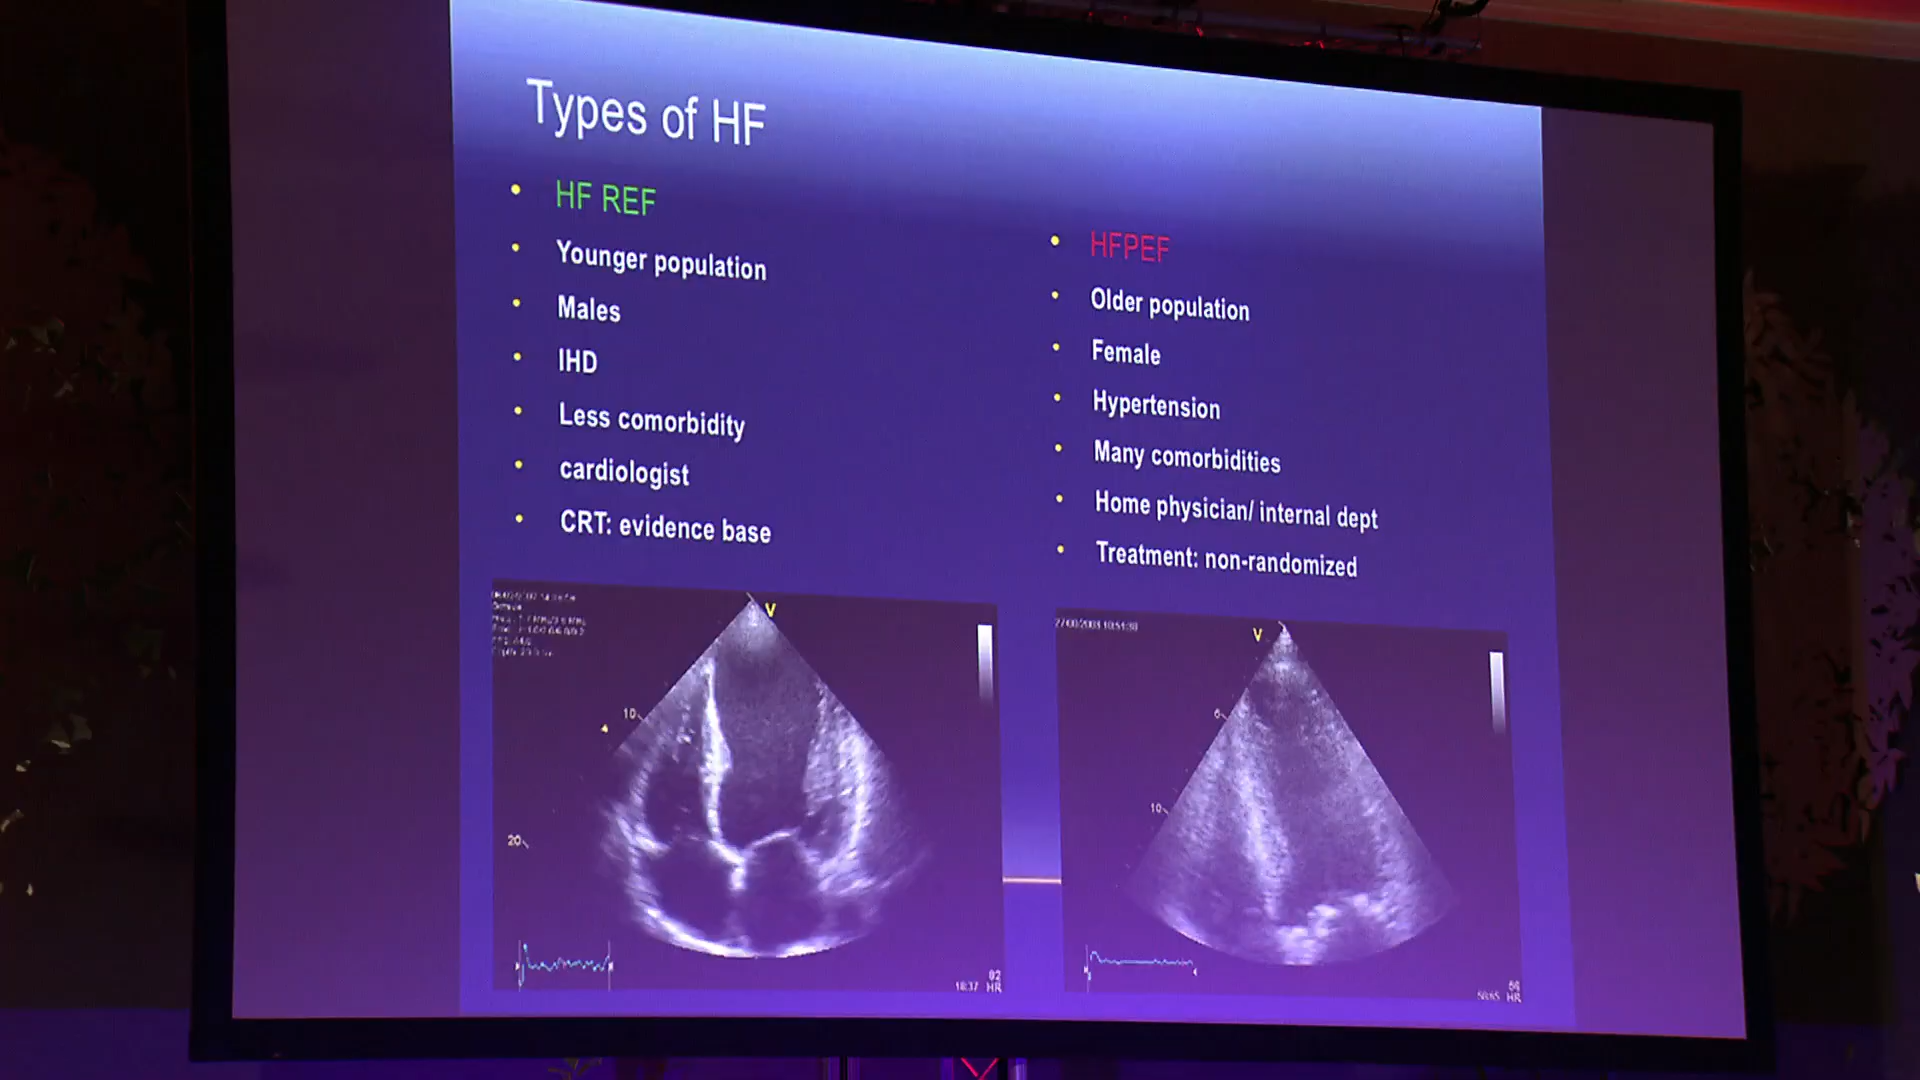 Types of HF
HF REF
Younger population
Males
IHD
Less comorbidity
cardiologist
CRT: evidence base
HFPEF
Older population
Female
Hypertension
Many comorbidities
Home physician/ internal dept
Treatment: non-randomized
V
10
20
82
HR
V
10
HR